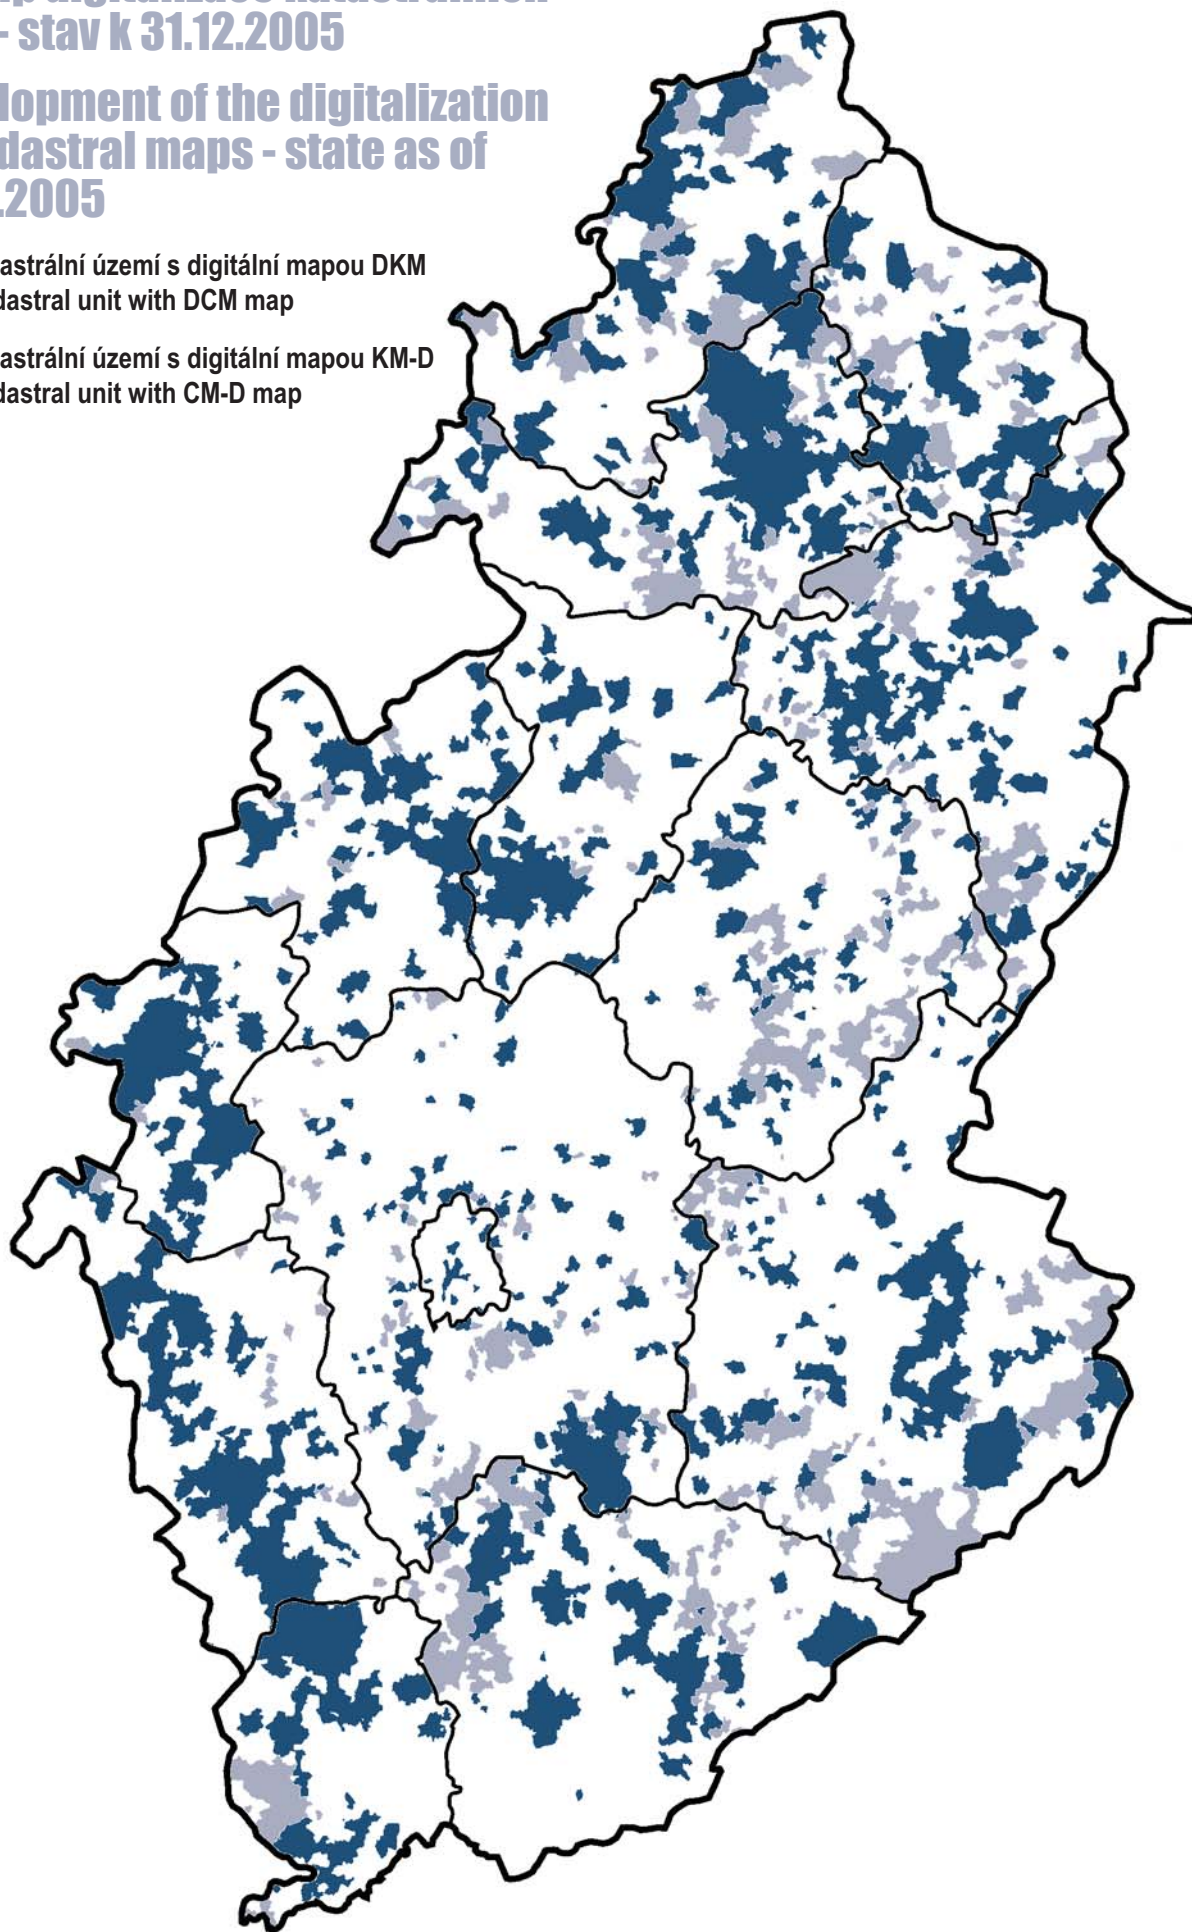 - stav k 31.12.2005
lopment of the digitalization
dastral maps - state as of
.2005
astrální území s digitální mapou DKM
dastral unit with DCM map
astrální území s digitální mapou KM-D
dastral unit with CM-D map